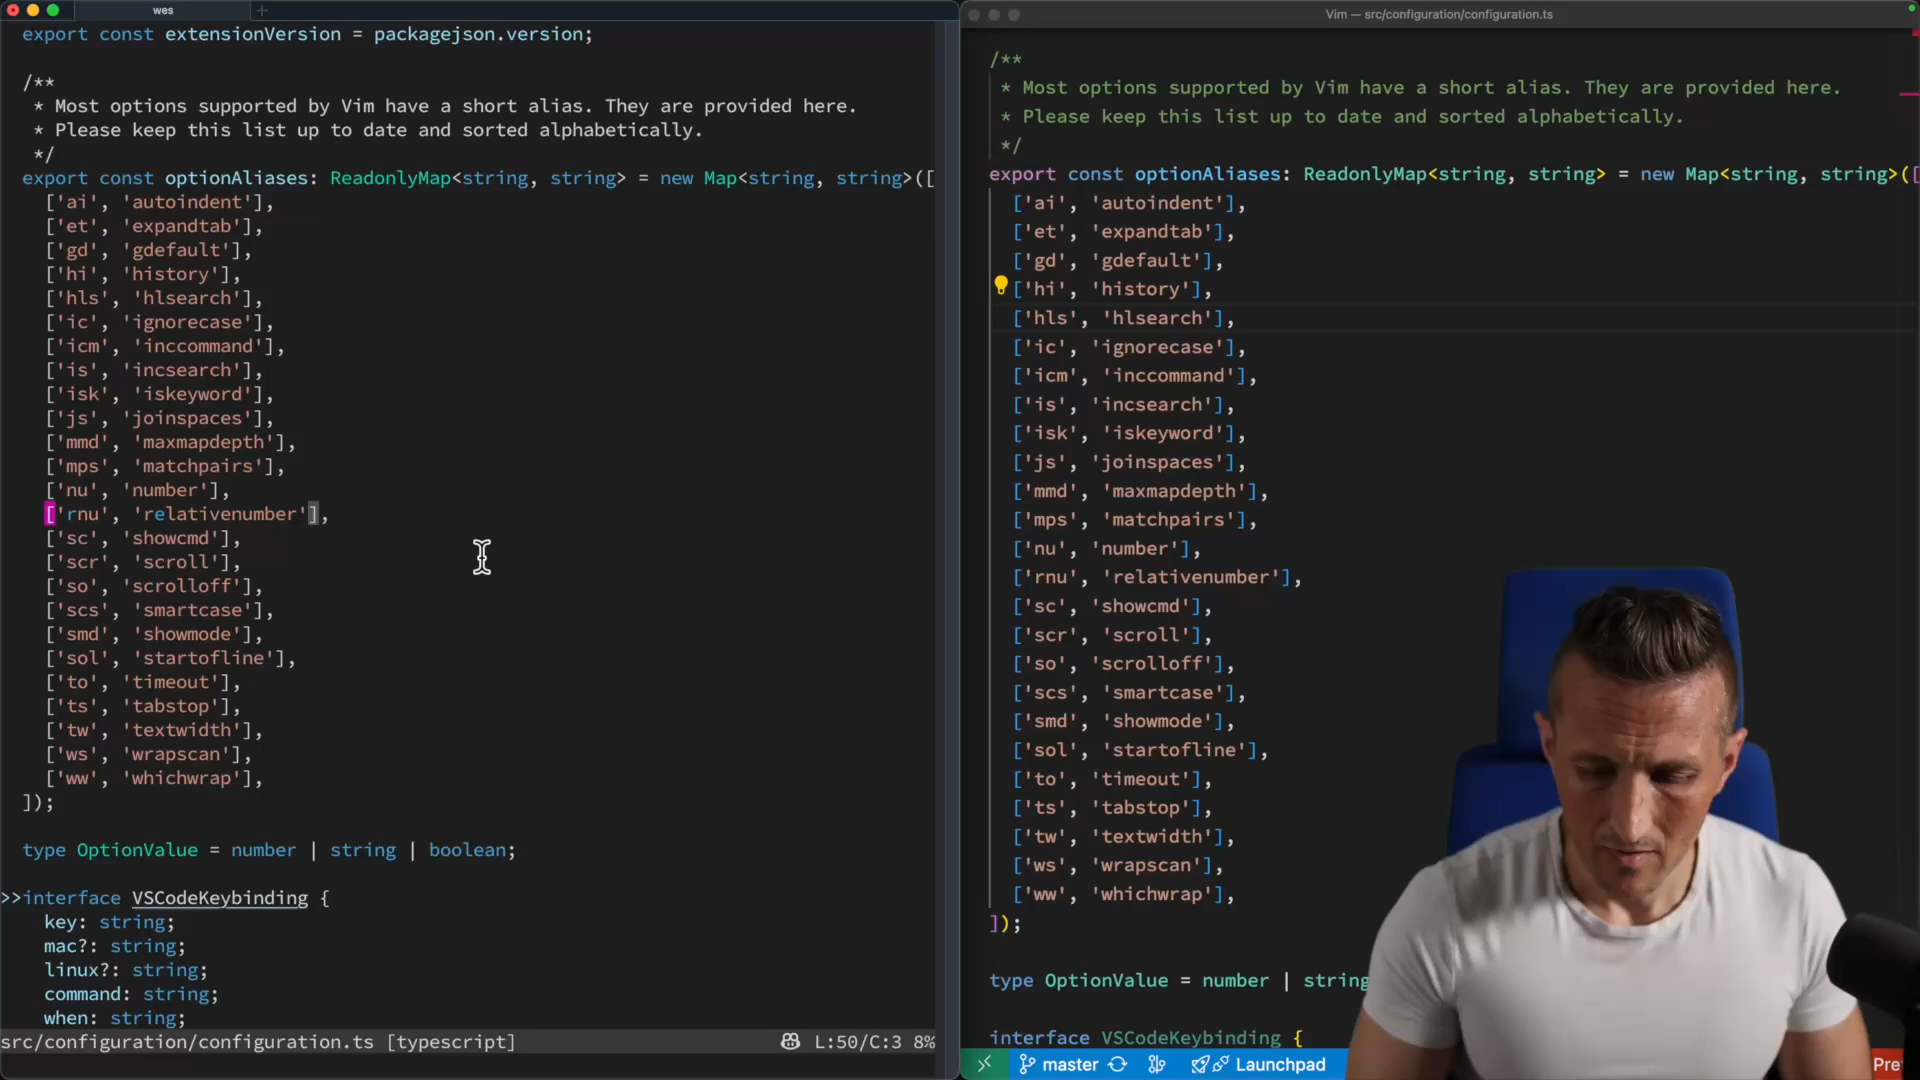 wes
export const extensionVersion = packagejson.version;
/**
* Most options supported by Vim have a short alias. They are provided here.
* Please keep this list up to date and sorted alphabetically.
*/
export const optionAliases: ReadonlyMap<string, string> = new Map<string, string>([
['ai', 'autoindent'],
['et', 'expandtab'],
['gd', 'gdefault'],
['hi', 'history'],
['hls', 'hlsearch'],
['ic', 'ignorecase'],
['icm', 'inccommand'],
['is', 'incsearch'],
['isk', 'iskeyword'],
['js', 'joinspaces'],
['mmd', 'maxmapdepth'],
['mps', 'matchpairs'],
['nu', 'number'],
['rnu', 'relativenumber'],
['sc', 'showcmd'],
['scr', 'scroll'],
['so', 'scrolloff'],
['scs', 'smartcase'],
['smd', 'showmode'],
['sol', 'startofline'],
['to', 'timeout'],
['ts', 'tabstop'],
['tw', 'textwidth'],
['ws', 'wrapscan'],
['ww', 'whichwrap'],
]);
type OptionValue = number | string | boolean;
>>interface VSCodeKeybinding {
key: string;
mac?: string;
linux?: string;
command: string;
when: string;
src/configuration/configuration.ts [typescript] L:50/C:3 8%
Vim — src/configuration/configuration.ts
/**
* Most options supported by Vim have a short alias. They are provided here.
* Please keep this list up to date and sorted alphabetically.
*/
export const optionAliases: ReadonlyMap<string, string> = new Map<string, string>([
['ai', 'autoindent'],
['et', 'expandtab'],
['gd', 'gdefault'],
['hi', 'history'],
['hls', 'hlsearch'],
['ic', 'ignorecase'],
['icm', 'inccommand'],
['is', 'incsearch'],
['isk', 'iskeyword'],
['js', 'joinspaces'],
['mmd', 'maxmapdepth'],
['mps', 'matchpairs'],
['nu', 'number'],
['rnu', 'relativenumber'],
['sc', 'showcmd'],
['scr', 'scroll'],
['so', 'scrolloff'],
['scs', 'smartcase'],
['smd', 'showmode'],
['sol', 'startofline'],
['to', 'timeout'],
['ts', 'tabstop'],
['tw', 'textwidth'],
['ws', 'wrapscan'],
['ww', 'whichwrap'],
]);
type OptionValue = number | string
interface VSCodeKeybinding {
master Launchpad Pre